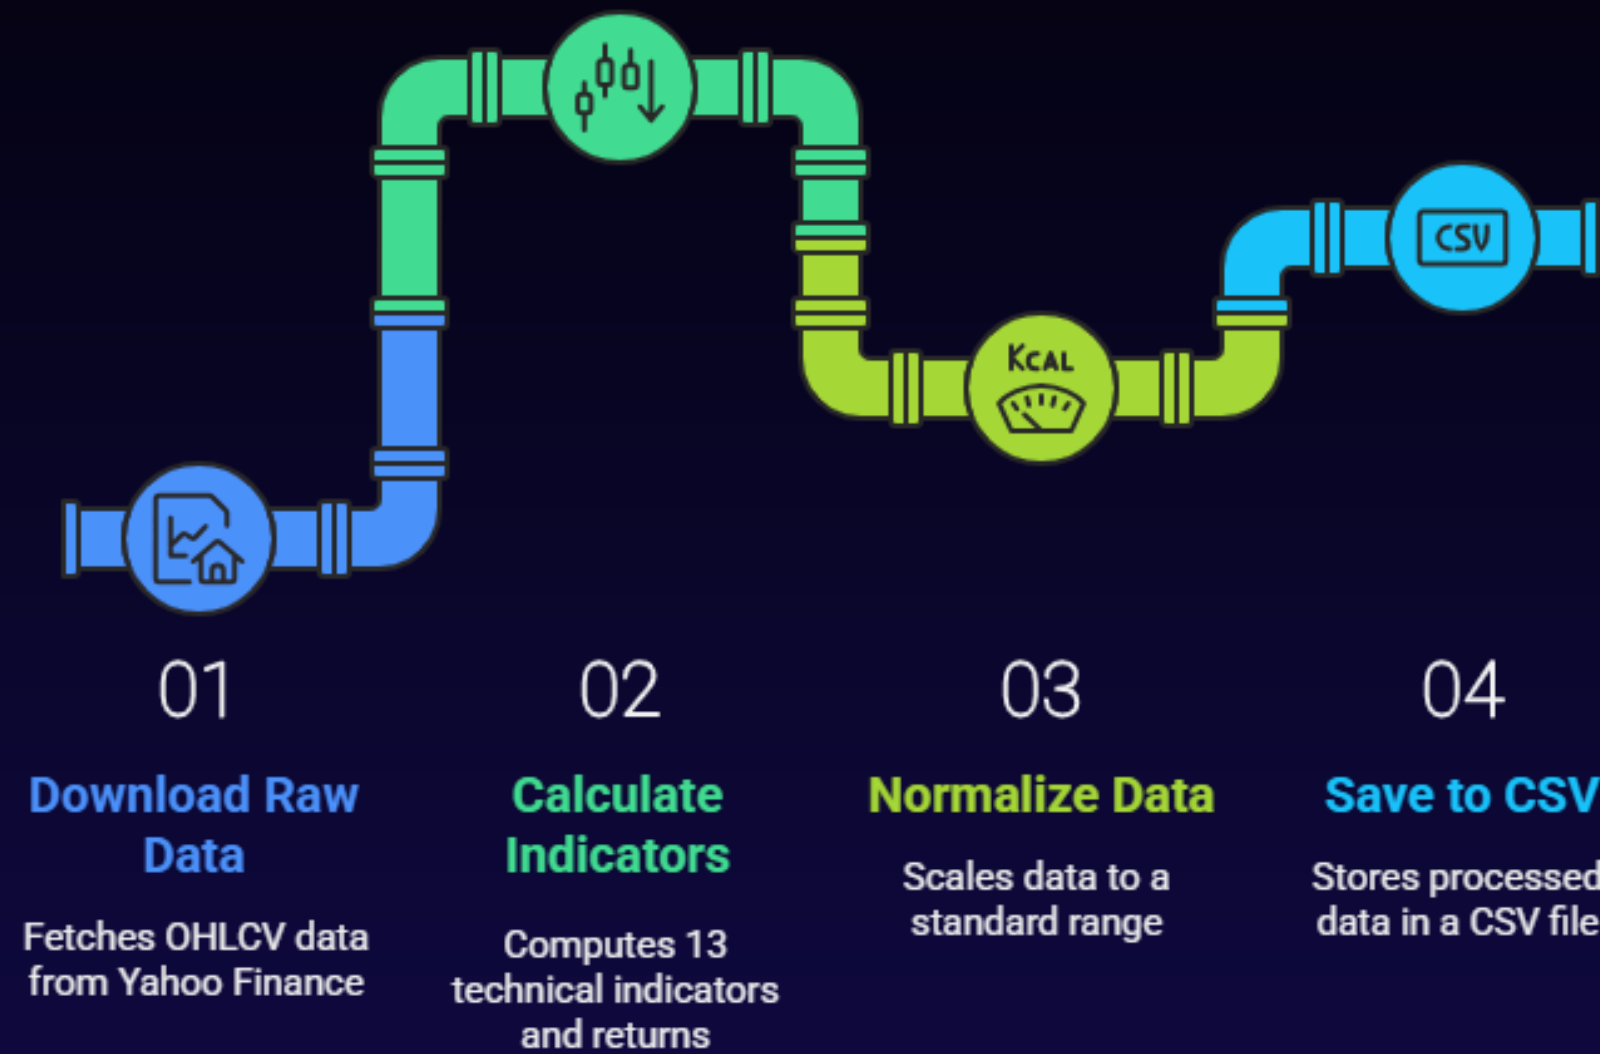 CSV
KCAL
01
02
03
04
Download Raw
Data
Calculate
Indicators
Normalize Data
Save to CSV
Fetches OHLCV data
from Yahoo Finance
Computes 13
technical indicators
and returns
Scales data to a
standard range
Stores processed
data in a CSV file